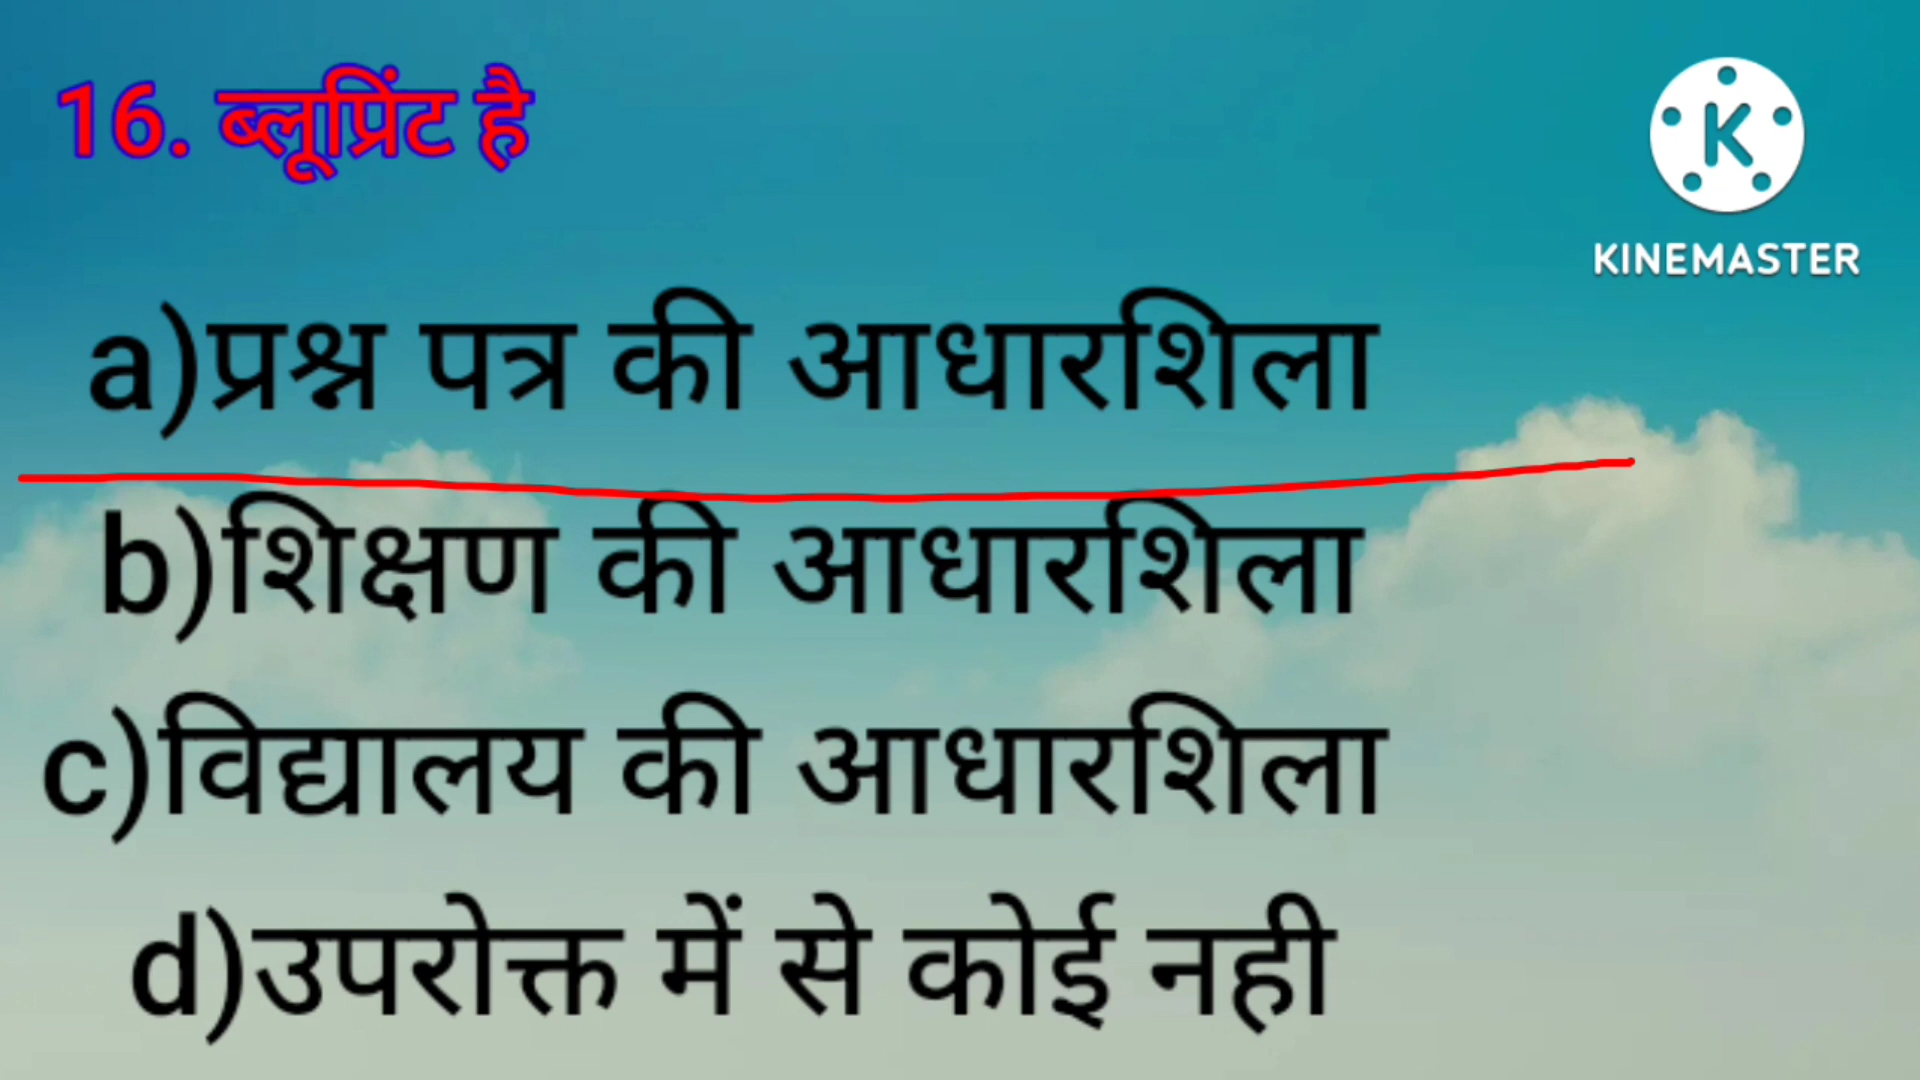 16. ब्लूप्रिंट है
K
KINEMASTER
a)प्रश्न पत्र की आधारशिला
b)शिक्षण की आधारशिला
c)विद्यालय की आधारशिला
d)उपरोक्त में से कोई नही